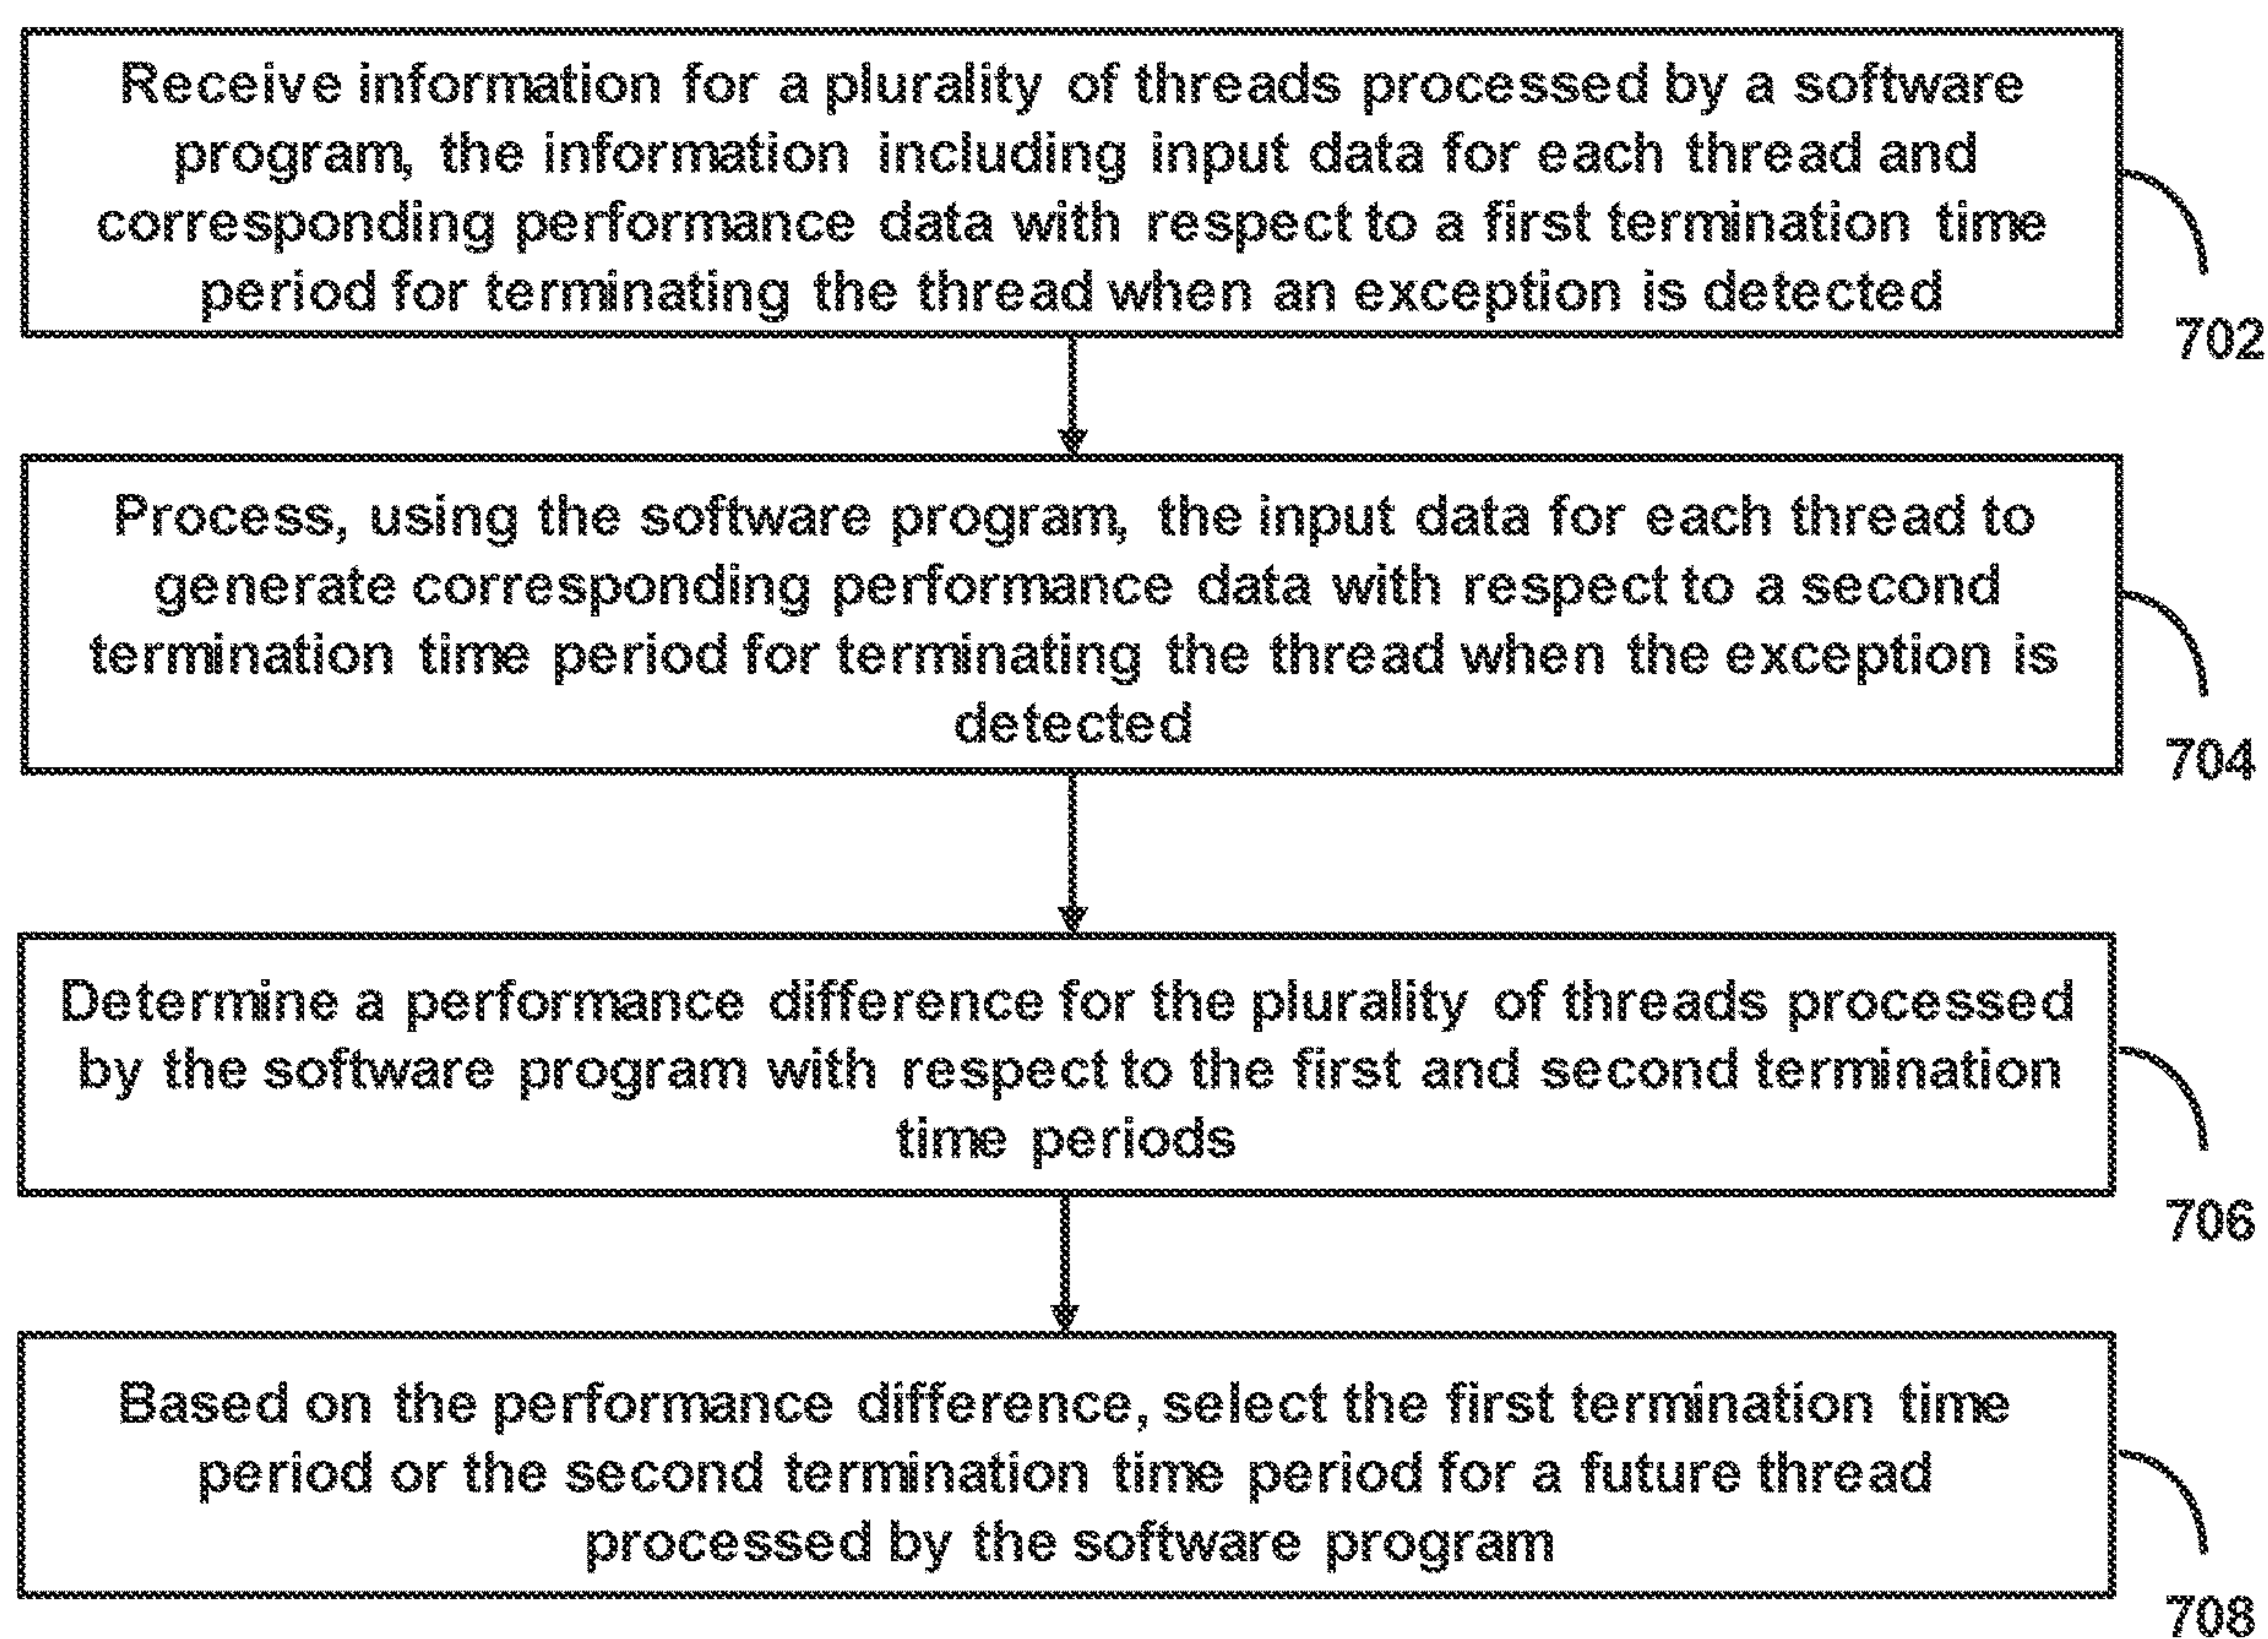 Receive information for a plurality of threads processed by a software
program, the information including input data for each thread and
corresponding performance data with respect to a first termination time
period for terminating the thread when an exception is detected
702
Process, using the software program, the input data for each thread to
generate corresponding performance data with respect to a second
termination time period for terminating the thread when the exception is
detected
704
Determine a performance difference for the plurality of threads processed
by the software program with respect to the first and second termination
time periods
706
Based on the performance difference, select the first termination time
period or the second termination time period for a future thread
processed by the software program
708